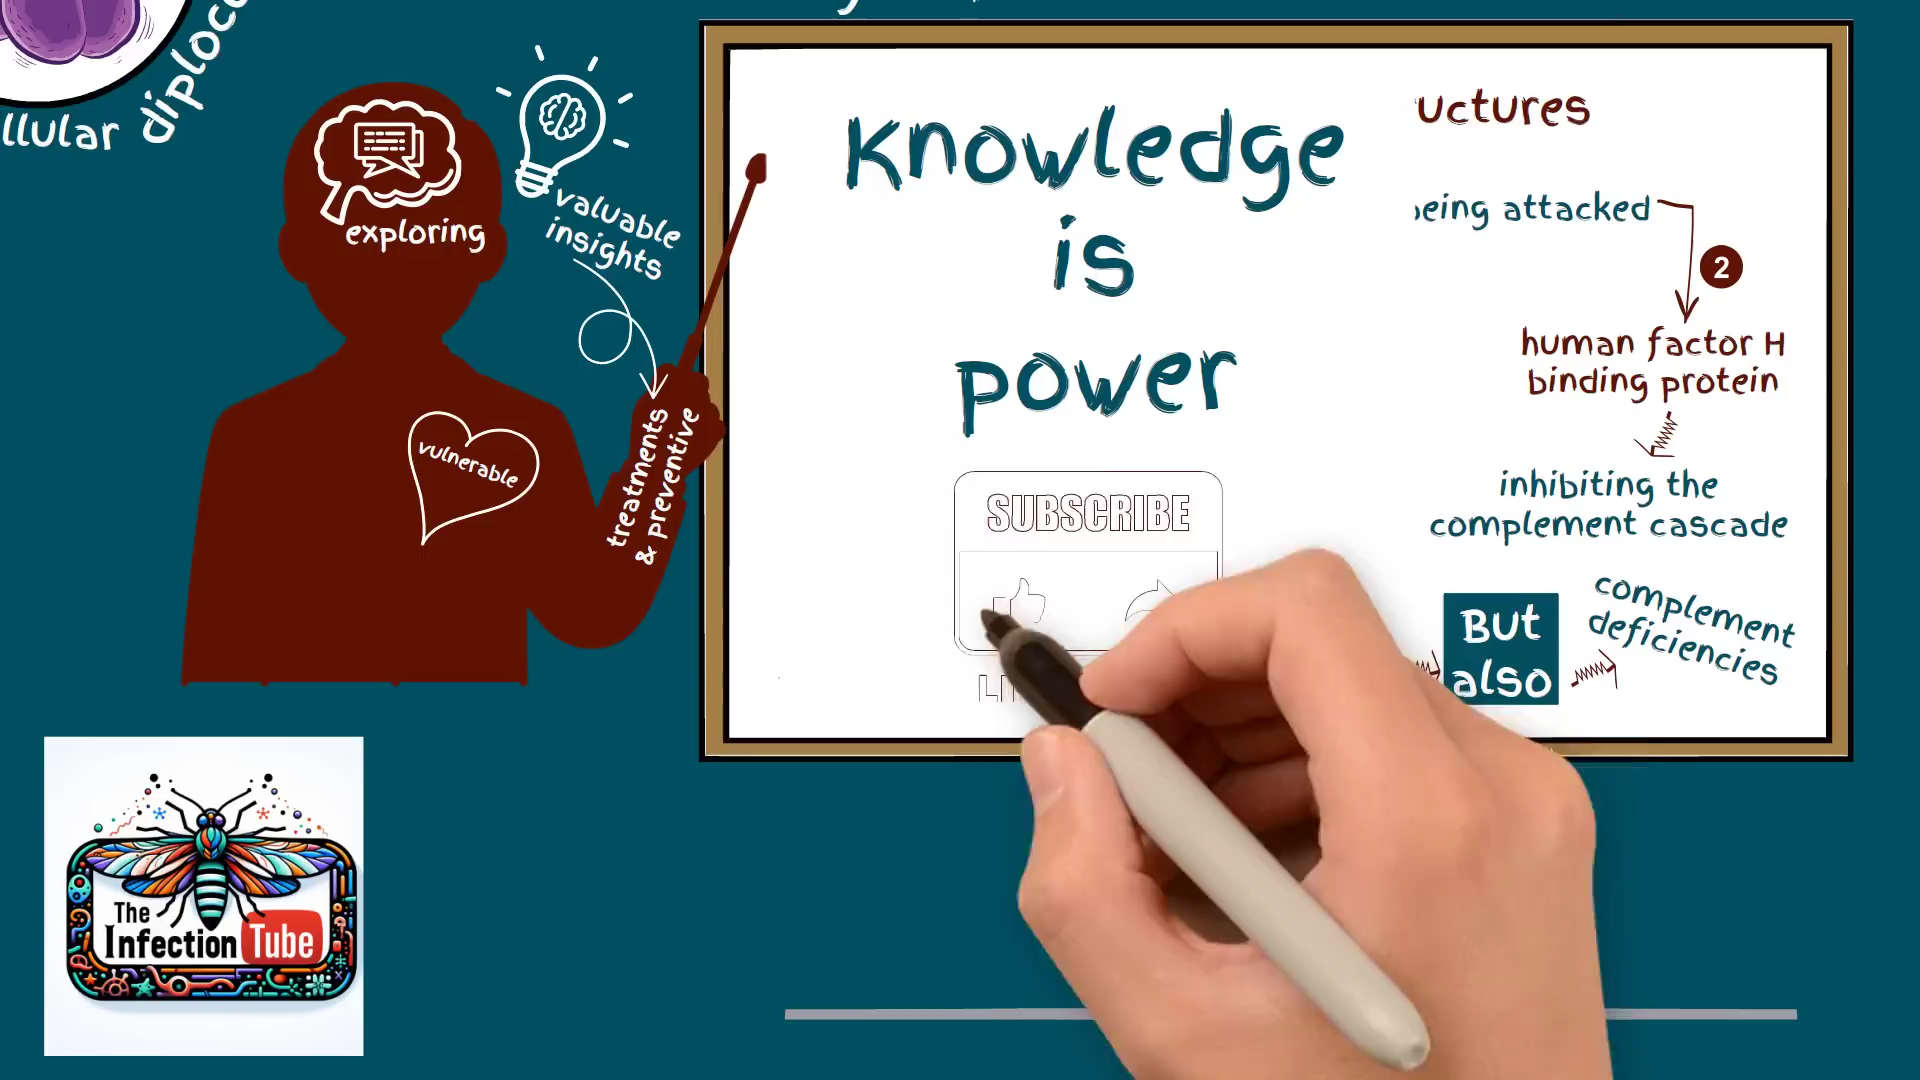 llular
diploc
exploring
valuable
insights
vulnerable
treatments
& preventive
Knowledge
is
power
SUBSCRIBE
uctures
being attacked
2
human factor H
binding protein
inhibiting the
complement cascade
But
also
complement
deficiencies
The
Infection Tube